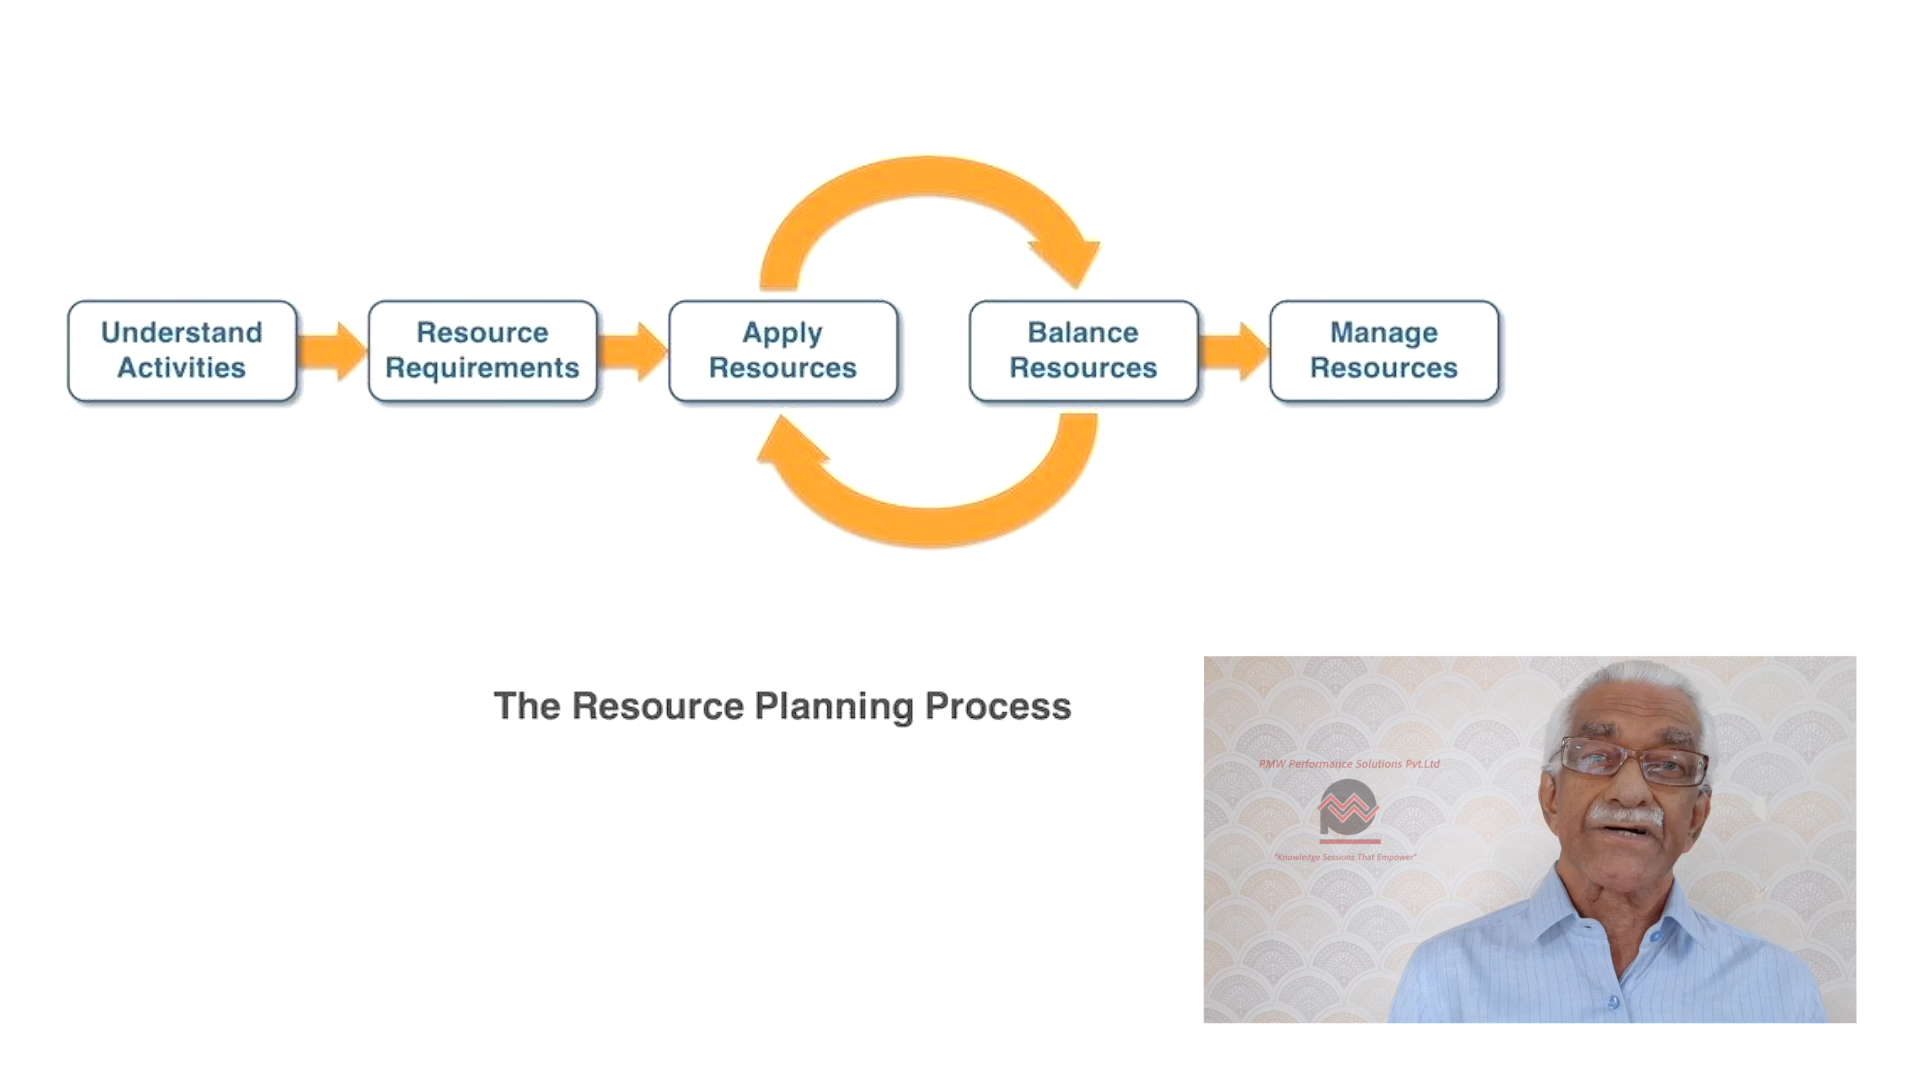 Understand
Activities
Resource
Requirements
Apply
Resources
Balance
Resources
Manage
Resources
The Resource Planning Process
PMW Performance Solutions Pvt.Ltd
"Knowledge Sessions That Empower"